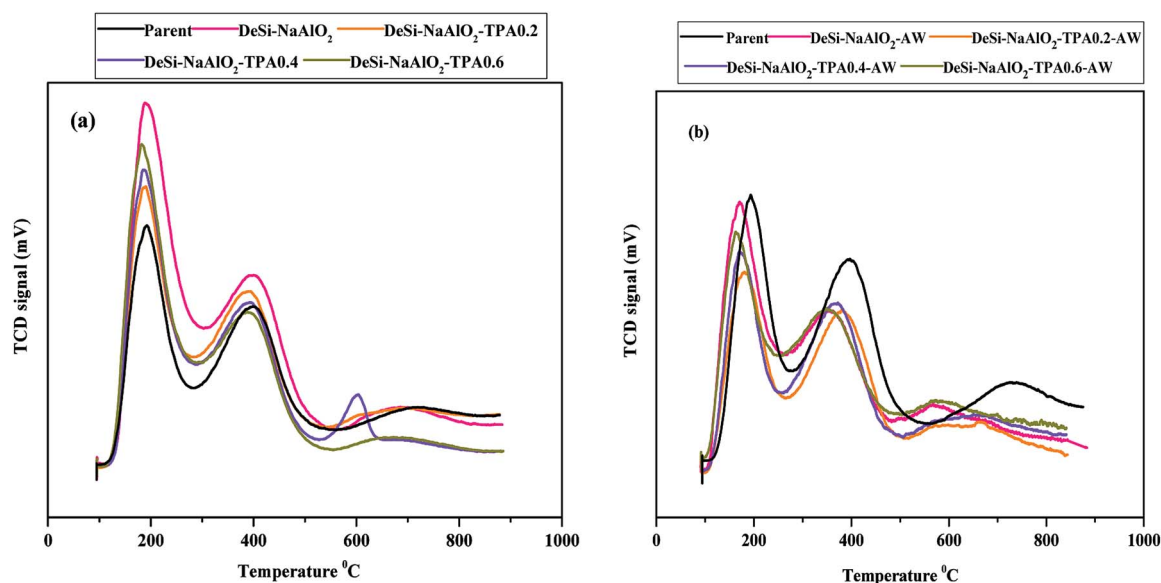 Parent DeSi-NaAlO₂ DeSi-NaAlO₂-TPA0.2
DeSi-NaAlO₂-TPA0.4 DeSi-NaAlO₂-TPA0.6
(a)
TCD signal (mV)
0 200 400 600 800 1000
Temperature ⁰C
Parent DeSi-NaAlO₂-AW DeSi-NaAlO₂-TPA0.2-AW
DeSi-NaAlO₂-TPA0.4-AW DeSi-NaAlO₂-TPA0.6-AW
(b)
TCD signal (mV)
0 200 400 600 800 1000
Temperature ⁰C